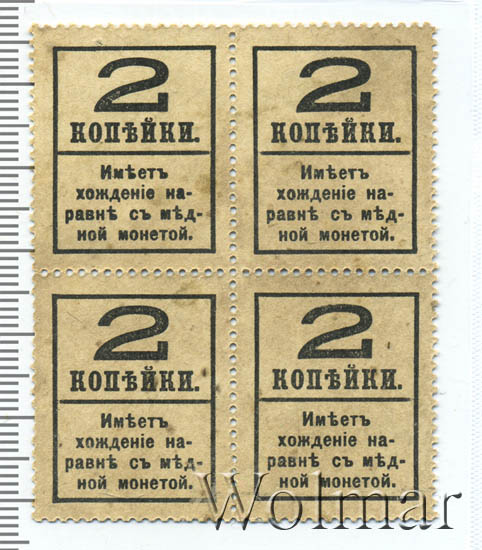 2
КОПѢЙКИ.
Имѣетъ
хожденіе на-
равнѣ съ мѣд-
ной монетой.
2
КОПѢЙКИ.
Имѣетъ
хожденіе на-
равнѣ съ мѣд-
ной монетой.
2
КОПѢЙКИ.
Имѣетъ
хожденіе на-
равнѣ съ мѣд-
ной монетой.
2
КОПѢЙКИ.
Имѣетъ
хожденіе на-
равнѣ съ мѣд-
ной монетой.
Wolmar